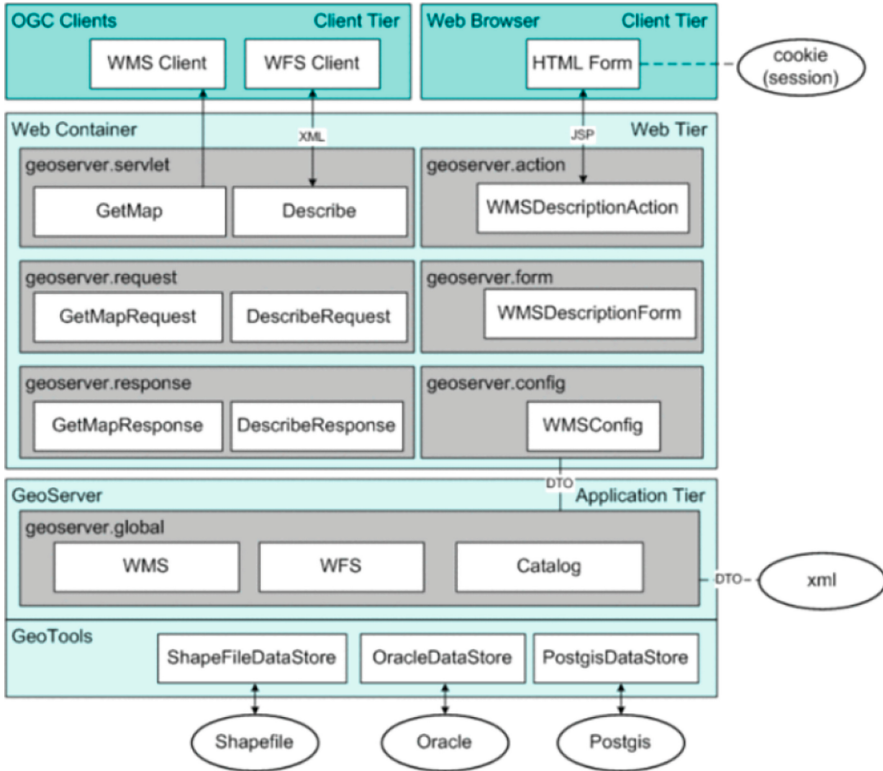 OGC Clients
Client Tier
WMS Client
WFS Client
Web Browser
Client Tier
HTML Form
cookie
(session)
XML
JSP
Web Container
Web Tier
geoserver.servlet
GetMap
Describe
geoserver.action
WMSDescriptionAction
geoserver.request
GetMapRequest
DescribeRequest
geoserver.form
WMSDescriptionForm
geoserver.response
GetMapResponse
DescribeResponse
geoserver.config
WMSConfig
DTO
GeoServer
Application Tier
geoserver.global
WMS
WFS
Catalog
DTO
xml
GeoTools
ShapeFileDataStore
OracleDataStore
PostgisDataStore
Shapefile
Oracle
Postgis